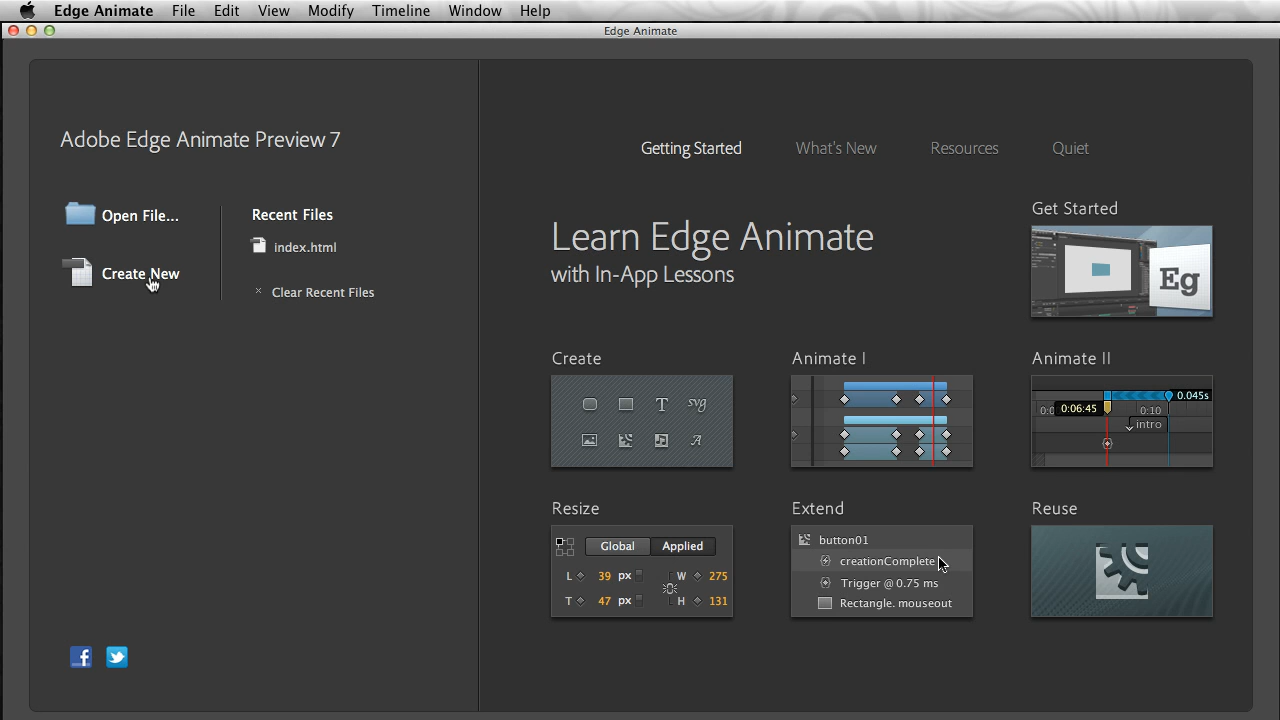 Edge Animate File Edit View Modify Timeline Window Help
Edge Animate
Adobe Edge Animate Preview 7
Open File...
Create New
Recent Files
index.html
Clear Recent Files
Getting Started What's New Resources Quiet
Learn Edge Animate
with In-App Lessons
Get Started
Eg
Create
T svg
A
Animate I
Animate II
0:0 0:06:45 0:10 0.045s
intro
Resize
Global Applied
L 39 px W 275
T 47 px H 131
Extend
button01
creationComplete
Trigger @ 0.75 ms
Rectangle. mouseout
Reuse